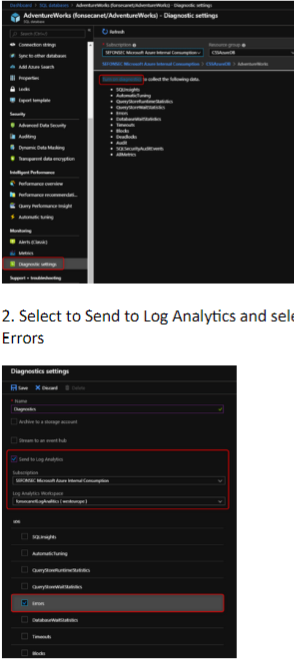 Dashboard > SQL databases > AdventureWorks (fonsecanet/AdventureWorks) - Diagnostic settings
AdventureWorks (fonsecanet/AdventureWorks) - Diagnostic settings
SQL database
Search (Ctrl+/)
Connection strings
Sync to other databases
Add Azure Search
Properties
Locks
Export template
Security
Advanced Data Security
Auditing
Dynamic Data Masking
Transparent data encryption
Intelligent Performance
Performance overview
Performance recommendati...
Query Performance Insight
Automatic tuning
Monitoring
Alerts (Classic)
Metrics
Diagnostic settings
Support + troubleshooting
Refresh
Subscription
Resource group
SEFONSEC Microsoft Azure Internal Consumption
CSSAzureDB
SEFONSEC Microsoft Azure Internal Consumption > CSSAzureDB > AdventureWorks
to collect the following data.
SQLInsights
AutomaticTuning
QueryStoreRuntimeStatistics
QueryStoreWaitStatistics
Errors
DatabaseWaitStatistics
Timeouts
Blocks
Deadlocks
Audit
SQLSecurityAuditEvents
AllMetrics
2. Select to Send to Log Analytics and sele
Errors
Diagnostics settings
Save Discard Delete
* Name
Diagnostics
Archive to a storage account
Stream to an event hub
Send to Log Analytics
Subscription
SEFONSEC Microsoft Azure Internal Consumption
Log Analytics Workspace
( westeurope )
LOG
SQLInsights
AutomaticTuning
QueryStoreRuntimeStatistics
QueryStoreWaitStatistics
Errors
DatabaseWaitStatistics
Timeouts
Blocks